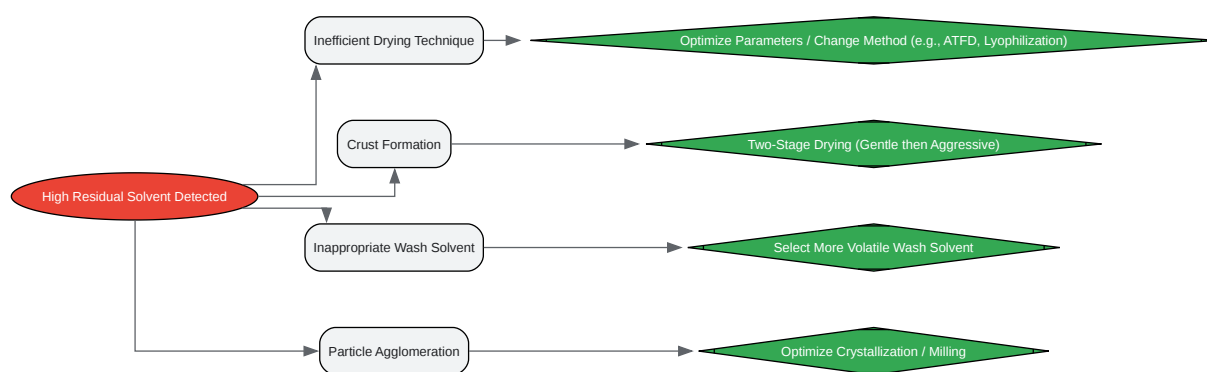 Inefficient Drying Technique
Optimize Parameters / Change Method (e.g., ATFD, Lyophilization)
Crust Formation
Two-Stage Drying (Gentle then Aggressive)
High Residual Solvent Detected
Inappropriate Wash Solvent
Select More Volatile Wash Solvent
Particle Agglomeration
Optimize Crystallization / Milling